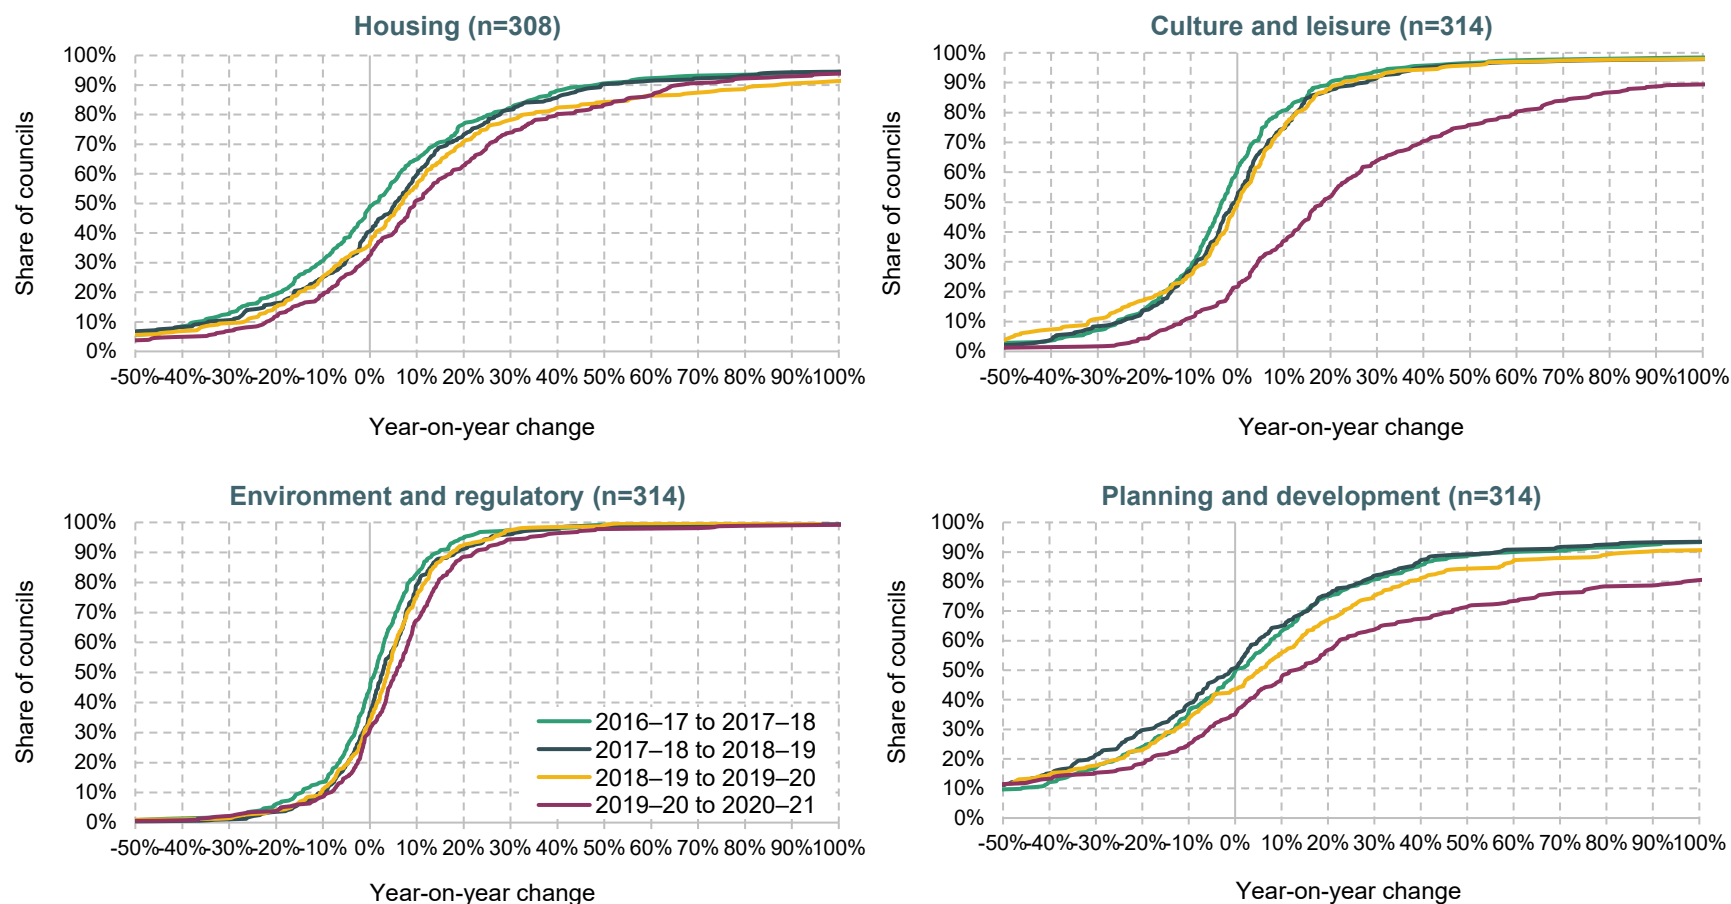 Housing (n=308)
100%
90%
80%
70%
60%
50%
40%
30%
20%
10%
0%
Share of councils
-50%-40%-30%-20%-10% 0% 10% 20% 30% 40% 50% 60% 70% 80% 90%100%
Year-on-year change
Culture and leisure (n=314)
100%
90%
80%
70%
60%
50%
40%
30%
20%
10%
0%
Share of councils
-50%-40%-30%-20%-10% 0% 10% 20% 30% 40% 50% 60% 70% 80% 90%100%
Year-on-year change
Environment and regulatory (n=314)
100%
90%
80%
70%
60%
50%
40%
30%
20%
10%
0%
Share of councils
2016–17 to 2017–18
2017–18 to 2018–19
2018–19 to 2019–20
2019–20 to 2020–21
-50%-40%-30%-20%-10% 0% 10% 20% 30% 40% 50% 60% 70% 80% 90%100%
Year-on-year change
Planning and development (n=314)
100%
90%
80%
70%
60%
50%
40%
30%
20%
10%
0%
Share of councils
-50%-40%-30%-20%-10% 0% 10% 20% 30% 40% 50% 60% 70% 80% 90%100%
Year-on-year change